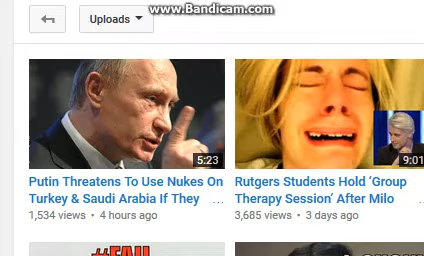 www.Bandicam.com
Uploads
5:23
9:01
Putin Threatens To Use Nukes On
Turkey & Saudi Arabia If They ...
1,534 views • 4 hours ago
Rutgers Students Hold ‘Group
Therapy Session’ After Milo ...
3,685 views • 3 days ago
#FAIL